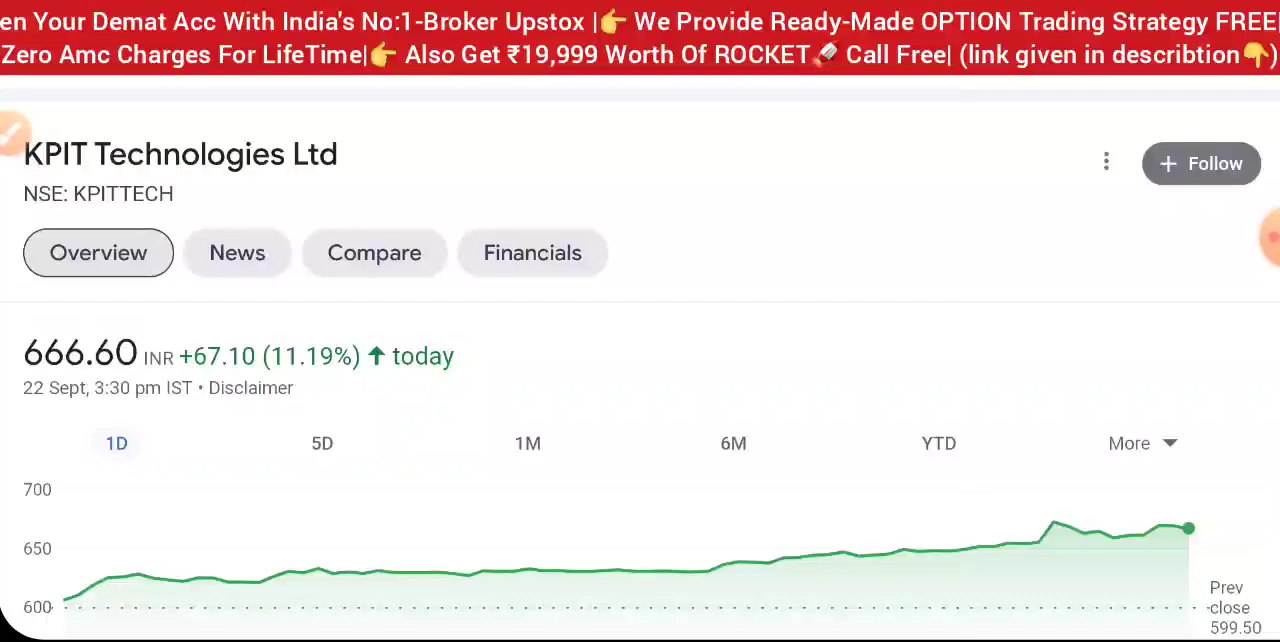 en Your Demat Acc With India's No:1-Broker Upstox |👉 We Provide Ready-Made OPTION Trading Strategy FREE|
Zero Amc Charges For LifeTime|👉 Also Get ₹19,999 Worth Of ROCKET🚀 Call Free| (link given in describtion👇)
KPIT Technologies Ltd
+ Follow
NSE: KPITTECH
Overview News Compare Financials
666.60 INR +67.10 (11.19%) ↑ today
22 Sept, 3:30 pm IST • Disclaimer
1D 5D 1M 6M YTD More
700
650
600
Prev
close
599.50